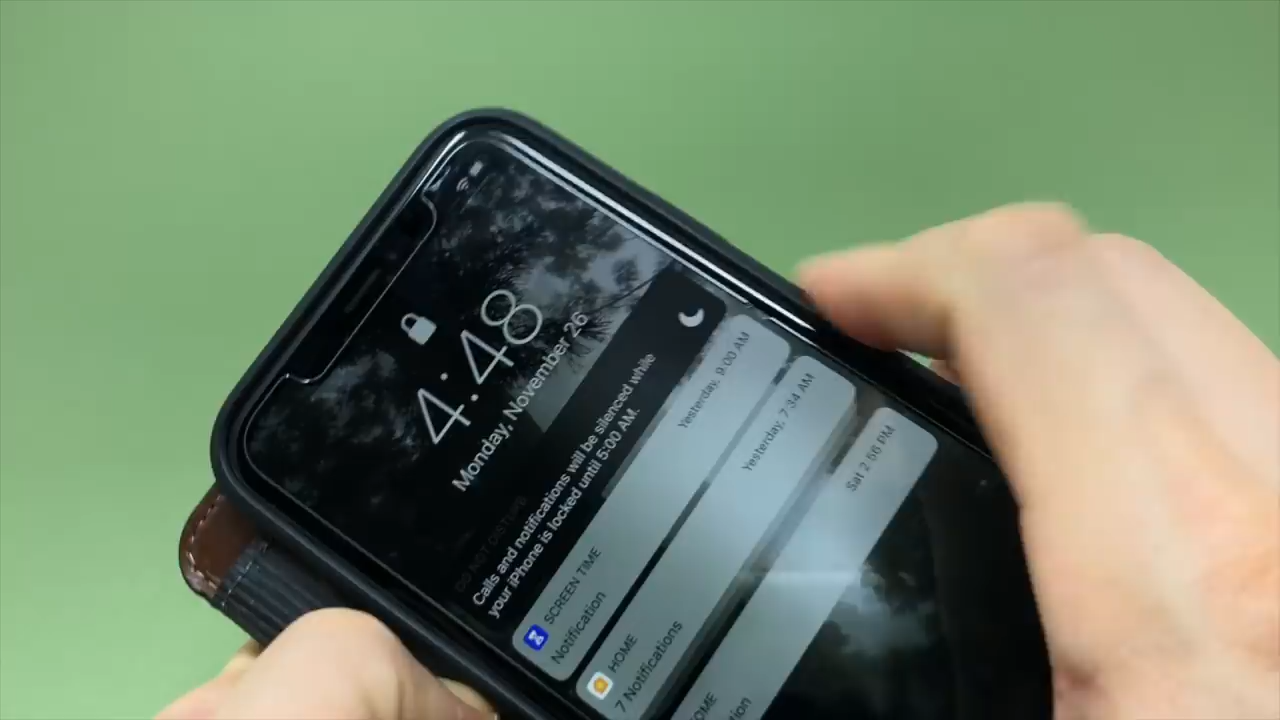 4:48
Monday, November 26
DO NOT DISTURB
Calls and notifications will be silenced while
your iPhone is locked until 5:00 AM.
SCREEN TIME
Yesterday, 9:00 AM
Notification
HOME
Yesterday, 7:34 AM
7 Notifications
Sat 2:56 PM